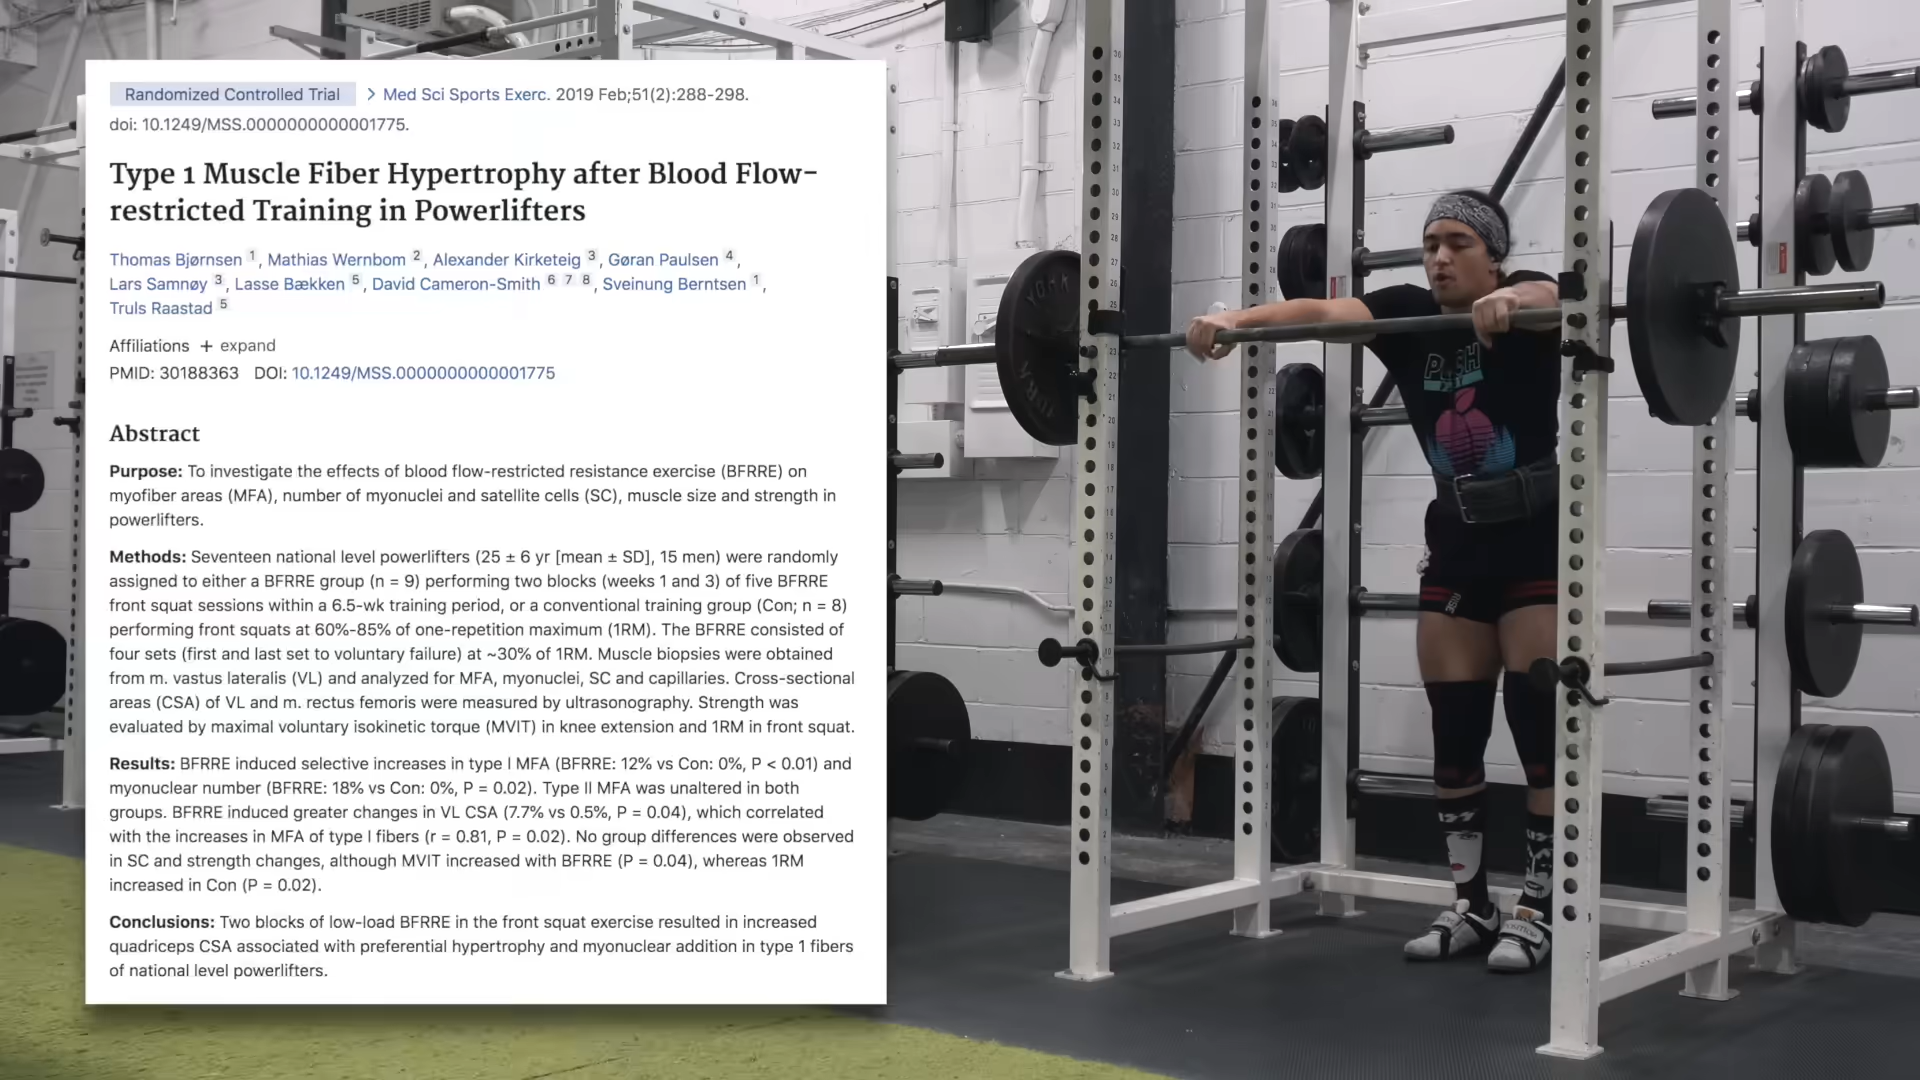 Randomized Controlled Trial > Med Sci Sports Exerc. 2019 Feb;51(2):288-298.
doi: 10.1249/MSS.0000000000001775.
Type 1 Muscle Fiber Hypertrophy after Blood Flow-
restricted Training in Powerlifters
Thomas Bjørnsen 1, Mathias Wernbom 2, Alexander Kirketeig 3, Gøran Paulsen 4,
Lars Samnøy 3, Lasse Bækken 5, David Cameron-Smith 6 7 8, Sveinung Berntsen 1,
Truls Raastad 5
Affiliations + expand
PMID: 30188363 DOI: 10.1249/MSS.0000000000001775
Abstract
Purpose: To investigate the effects of blood flow-restricted resistance exercise (BFRRE) on
myofiber areas (MFA), number of myonuclei and satellite cells (SC), muscle size and strength in
powerlifters.
Methods: Seventeen national level powerlifters (25 ± 6 yr [mean ± SD], 15 men) were randomly
assigned to either a BFRRE group (n = 9) performing two blocks (weeks 1 and 3) of five BFRRE
front squat sessions within a 6.5-wk training period, or a conventional training group (Con; n = 8)
performing front squats at 60%-85% of one-repetition maximum (1RM). The BFRRE consisted of
four sets (first and last set to voluntary failure) at ~30% of 1RM. Muscle biopsies were obtained
from m. vastus lateralis (VL) and analyzed for MFA, myonuclei, SC and capillaries. Cross-sectional
areas (CSA) of VL and m. rectus femoris were measured by ultrasonography. Strength was
evaluated by maximal voluntary isokinetic torque (MVIT) in knee extension and 1RM in front squat.
Results: BFRRE induced selective increases in type I MFA (BFRRE: 12% vs Con: 0%, P < 0.01) and
myonuclear number (BFRRE: 18% vs Con: 0%, P = 0.02). Type II MFA was unaltered in both
groups. BFRRE induced greater changes in VL CSA (7.7% vs 0.5%, P = 0.04), which correlated
with the increases in MFA of type I fibers (r = 0.81, P = 0.02). No group differences were observed
in SC and strength changes, although MVIT increased with BFRRE (P = 0.04), whereas 1RM
increased in Con (P = 0.02).
Conclusions: Two blocks of low-load BFRRE in the front squat exercise resulted in increased
quadriceps CSA associated with preferential hypertrophy and myonuclear addition in type 1 fibers
of national level powerlifters.
YORK